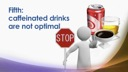 Fifth:
caffeinated drinks
are not optimal
STOP